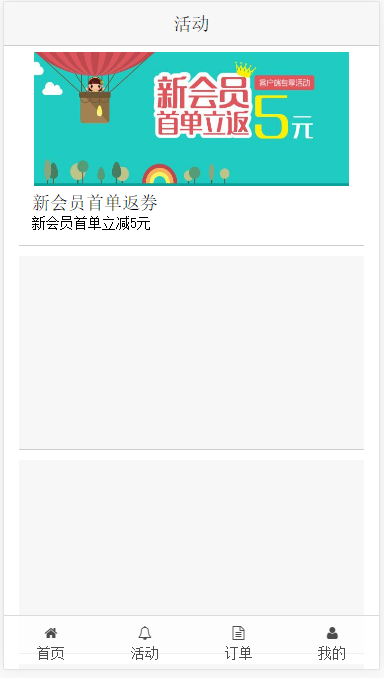 活动
新会员
客户端专享活动
首单立返5元
新会员首单返券
新会员首单立减5元
首页 活动 订单 我的